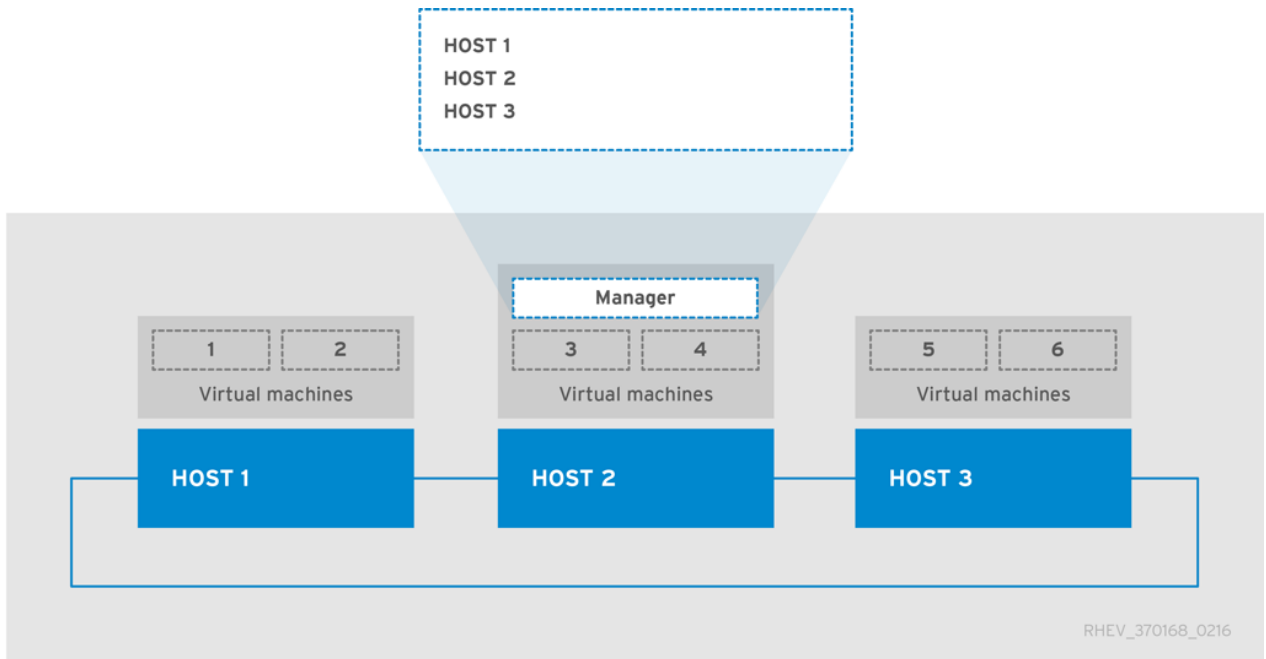 HOST 1
HOST 2
HOST 3
Manager
1 2
3 4
5 6
Virtual machines
Virtual machines
Virtual machines
HOST 1
HOST 2
HOST 3
RHEV_370168_0216